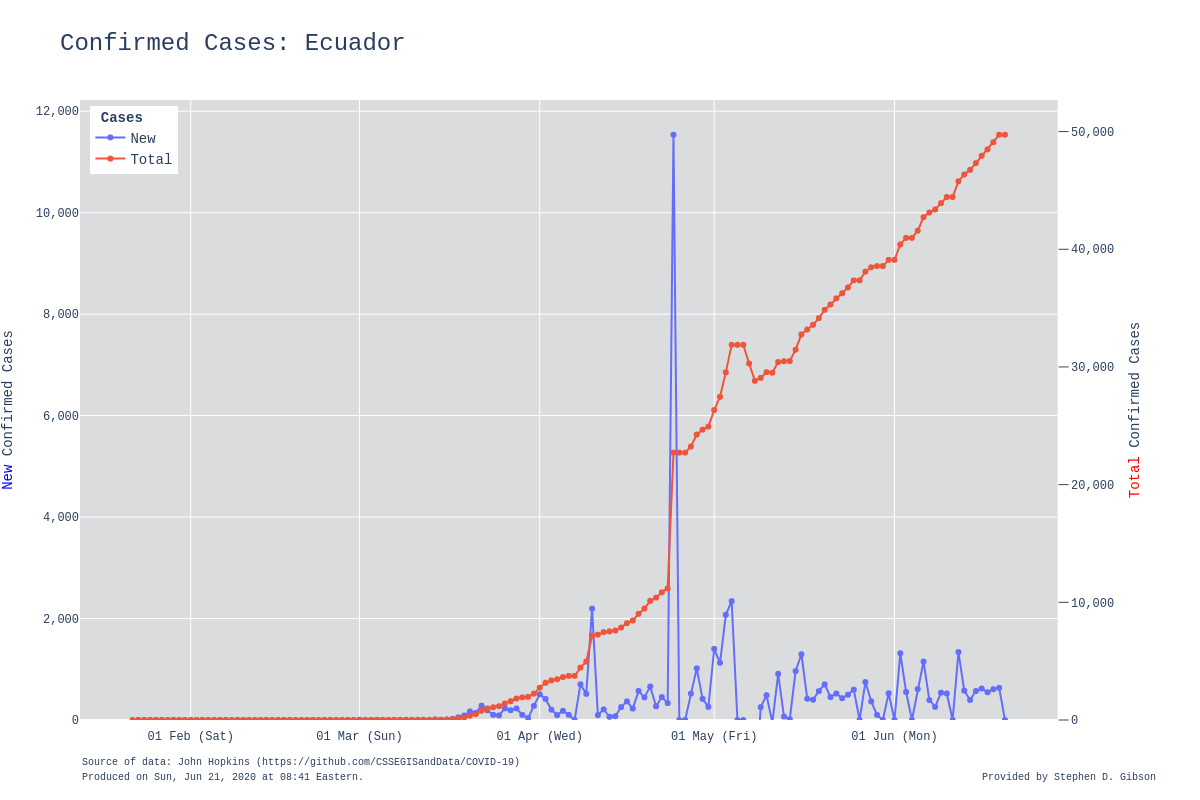 Confirmed Cases: Ecuador
Cases
New
Total
12,000
10,000
8,000
6,000
4,000
2,000
0
New Confirmed Cases
50,000
40,000
30,000
20,000
10,000
0
Total Confirmed Cases
01 Feb (Sat)
01 Mar (Sun)
01 Apr (Wed)
01 May (Fri)
01 Jun (Mon)
Source of data: John Hopkins (https://github.com/CSSEGISandData/COVID-19)
Produced on Sun, Jun 21, 2020 at 08:41 Eastern.
Provided by Stephen D. Gibson